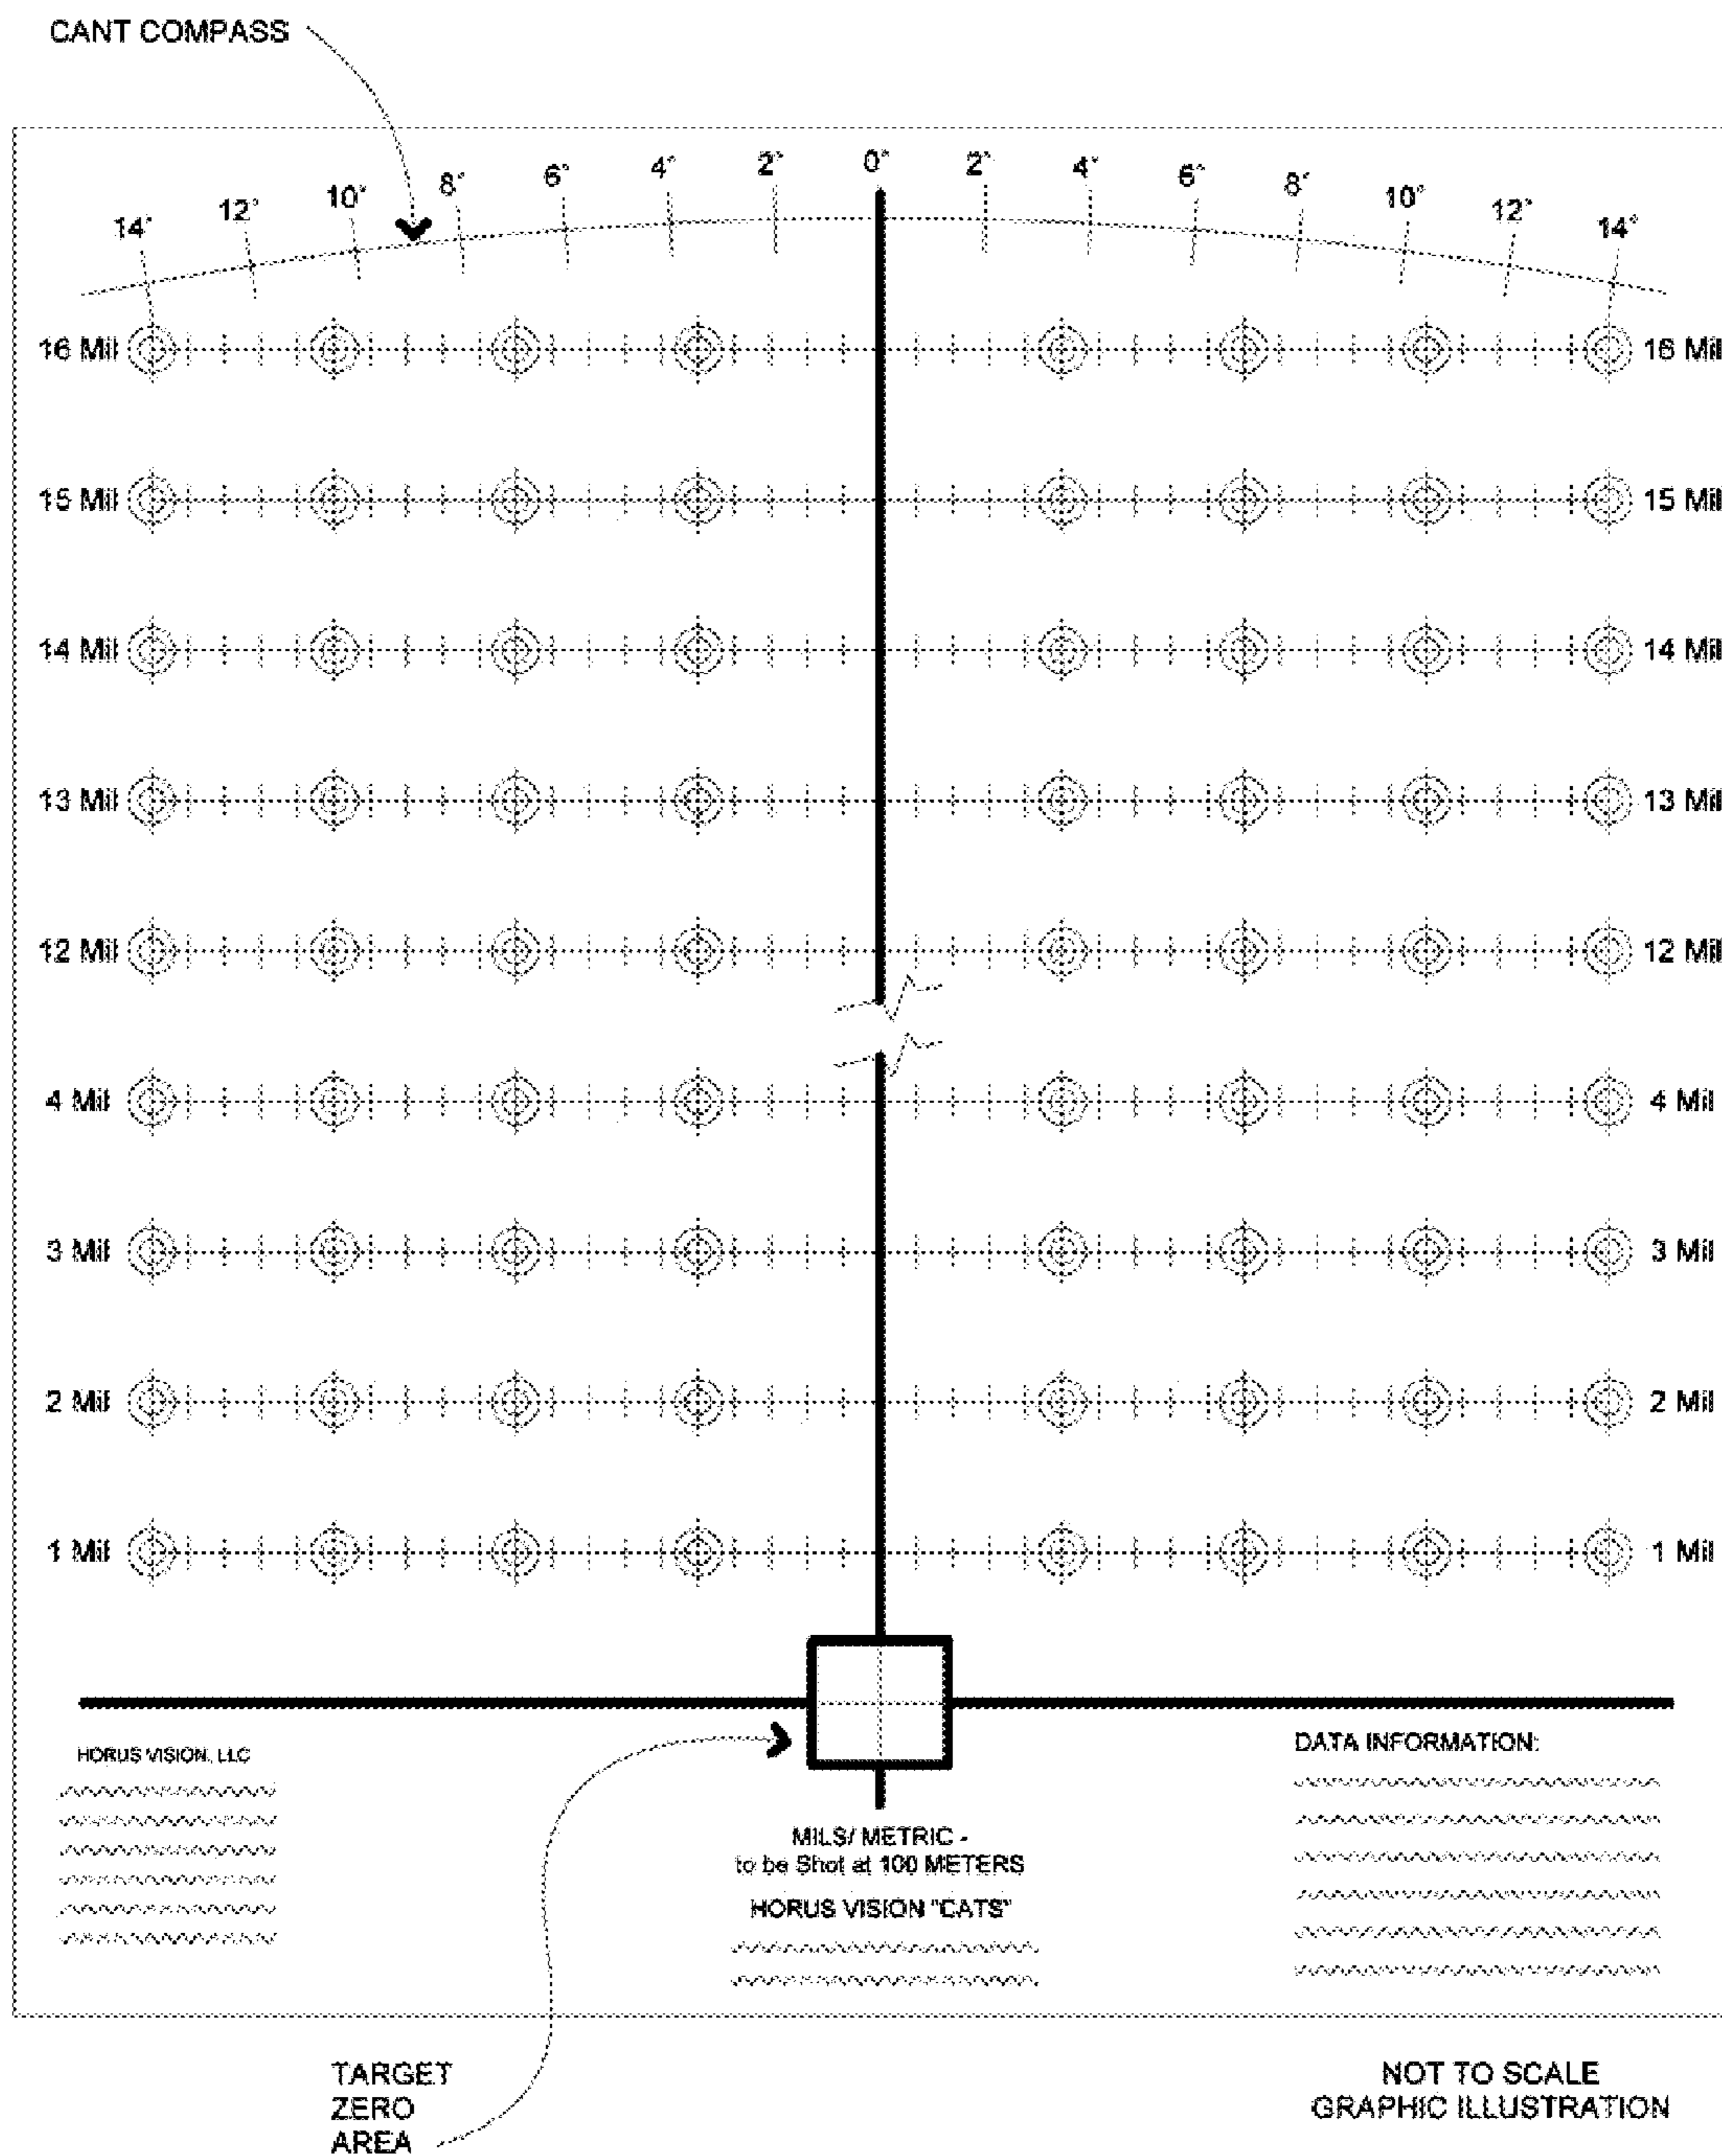 CANT COMPASS
14° 12° 10° 8° 6° 4° 2° 0° 2° 4° 6° 8° 10° 12° 14°
16 Mil 16 Mil
15 Mil 15 Mil
14 Mil 14 Mil
13 Mil 13 Mil
12 Mil 12 Mil
4 Mil 4 Mil
3 Mil 3 Mil
2 Mil 2 Mil
1 Mil 1 Mil
HORUS VISION, LLC
DATA INFORMATION:
MILS/ METRIC -
to be Shot at 100 METERS
HORUS VISION "CATS"
TARGET
ZERO
AREA
NOT TO SCALE
GRAPHIC ILLUSTRATION